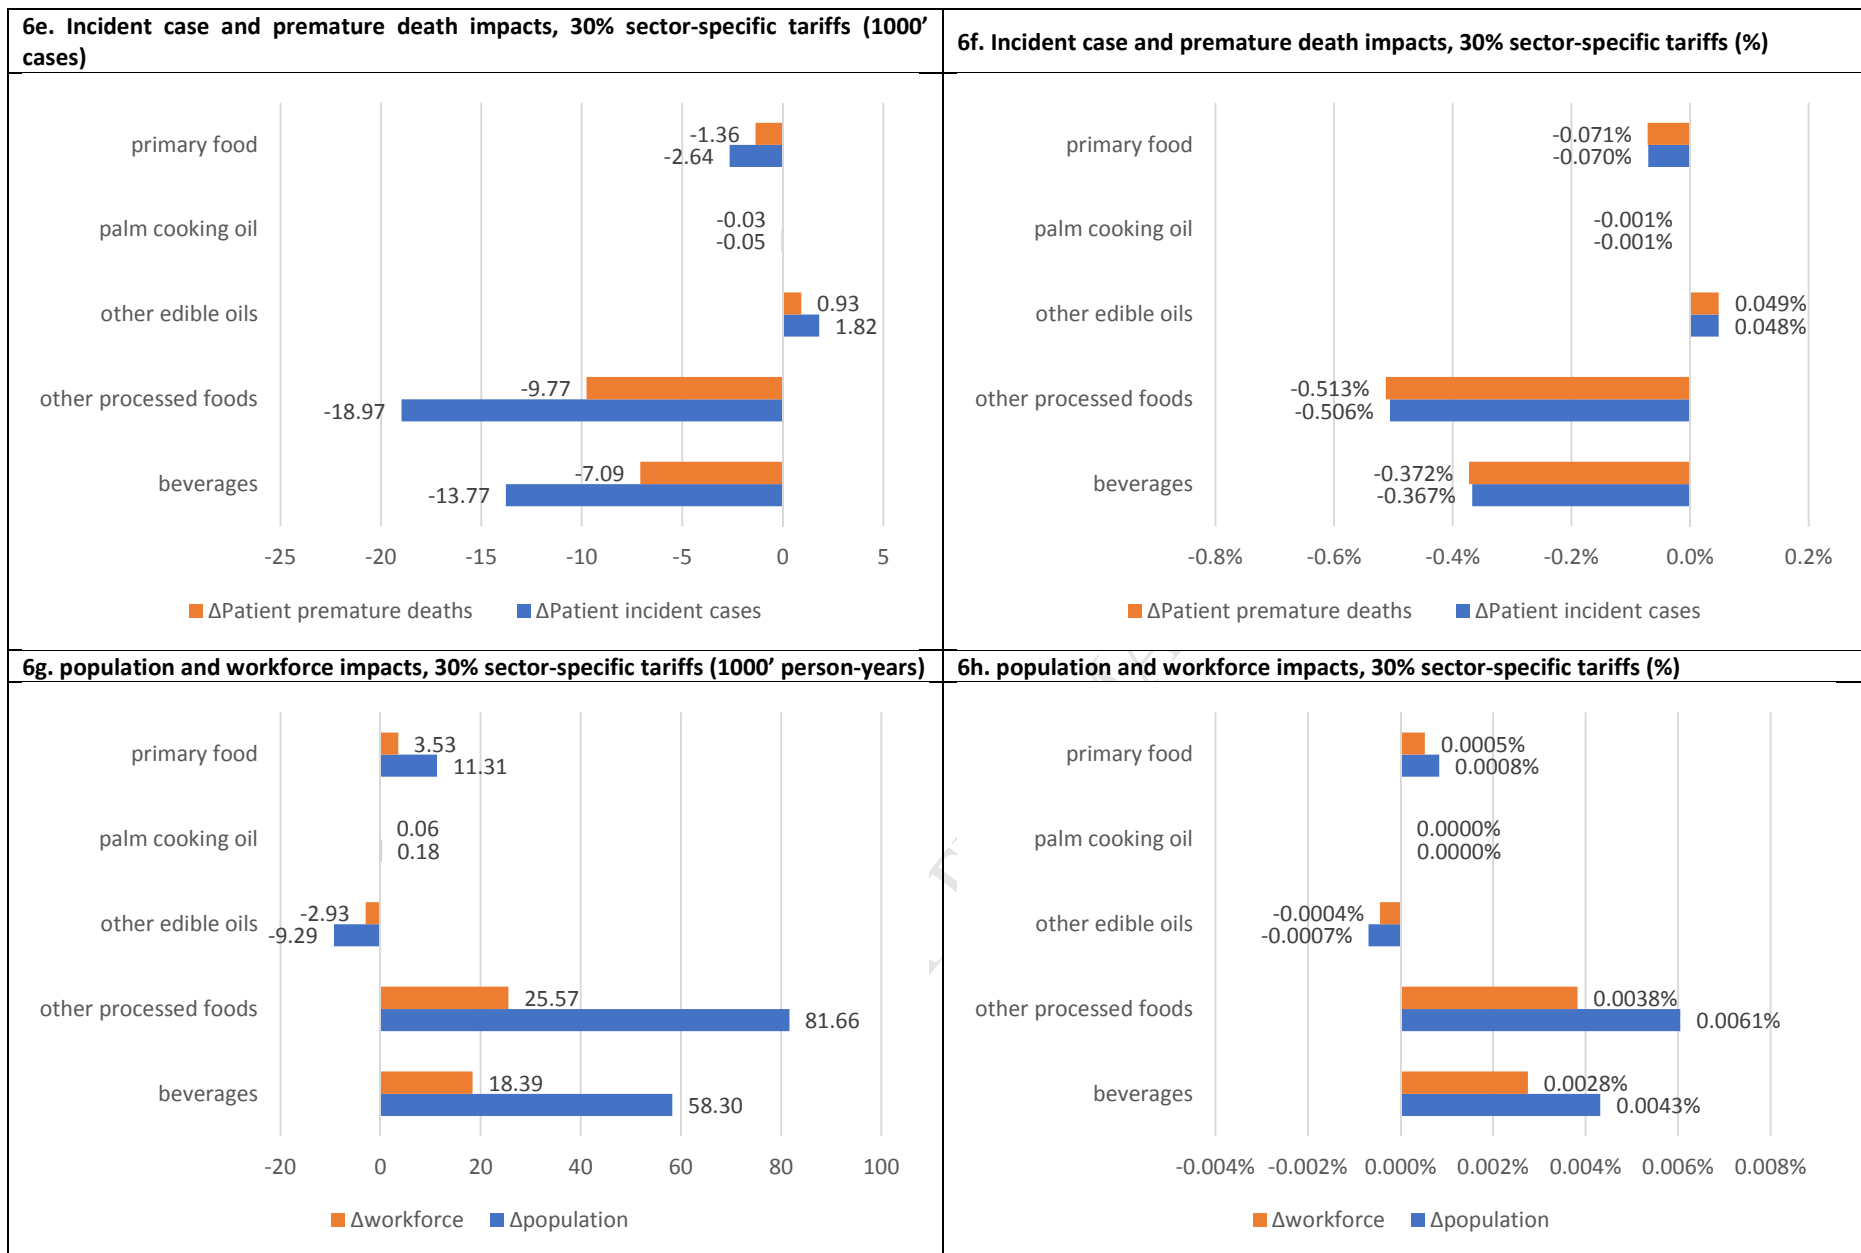 6e. Incident case and premature death impacts, 30% sector-specific tariffs (1000’
cases)
primary food
-1.36
-2.64
palm cooking oil
-0.03
-0.05
other edible oils
0.93
1.82
other processed foods
-9.77
-18.97
beverages
-7.09
-13.77
-25 -20 -15 -10 -5 0 5
ΔPatient premature deaths ΔPatient incident cases
6f. Incident case and premature death impacts, 30% sector-specific tariffs (%)
primary food
-0.071%
-0.070%
palm cooking oil
-0.001%
-0.001%
other edible oils
0.049%
0.048%
other processed foods
-0.513%
-0.506%
beverages
-0.372%
-0.367%
-0.8% -0.6% -0.4% -0.2% 0.0% 0.2%
ΔPatient premature deaths ΔPatient incident cases
6g. population and workforce impacts, 30% sector-specific tariffs (1000’ person-years)
primary food
3.53
11.31
palm cooking oil
0.06
0.18
other edible oils
-2.93
-9.29
other processed foods
25.57
81.66
beverages
18.39
58.30
-20 0 20 40 60 80 100
Δworkforce Δpopulation
6h. population and workforce impacts, 30% sector-specific tariffs (%)
primary food
0.0005%
0.0008%
palm cooking oil
0.0000%
0.0000%
other edible oils
-0.0004%
-0.0007%
other processed foods
0.0038%
0.0061%
beverages
0.0028%
0.0043%
-0.004% -0.002% 0.000% 0.002% 0.004% 0.006% 0.008%
Δworkforce Δpopulation